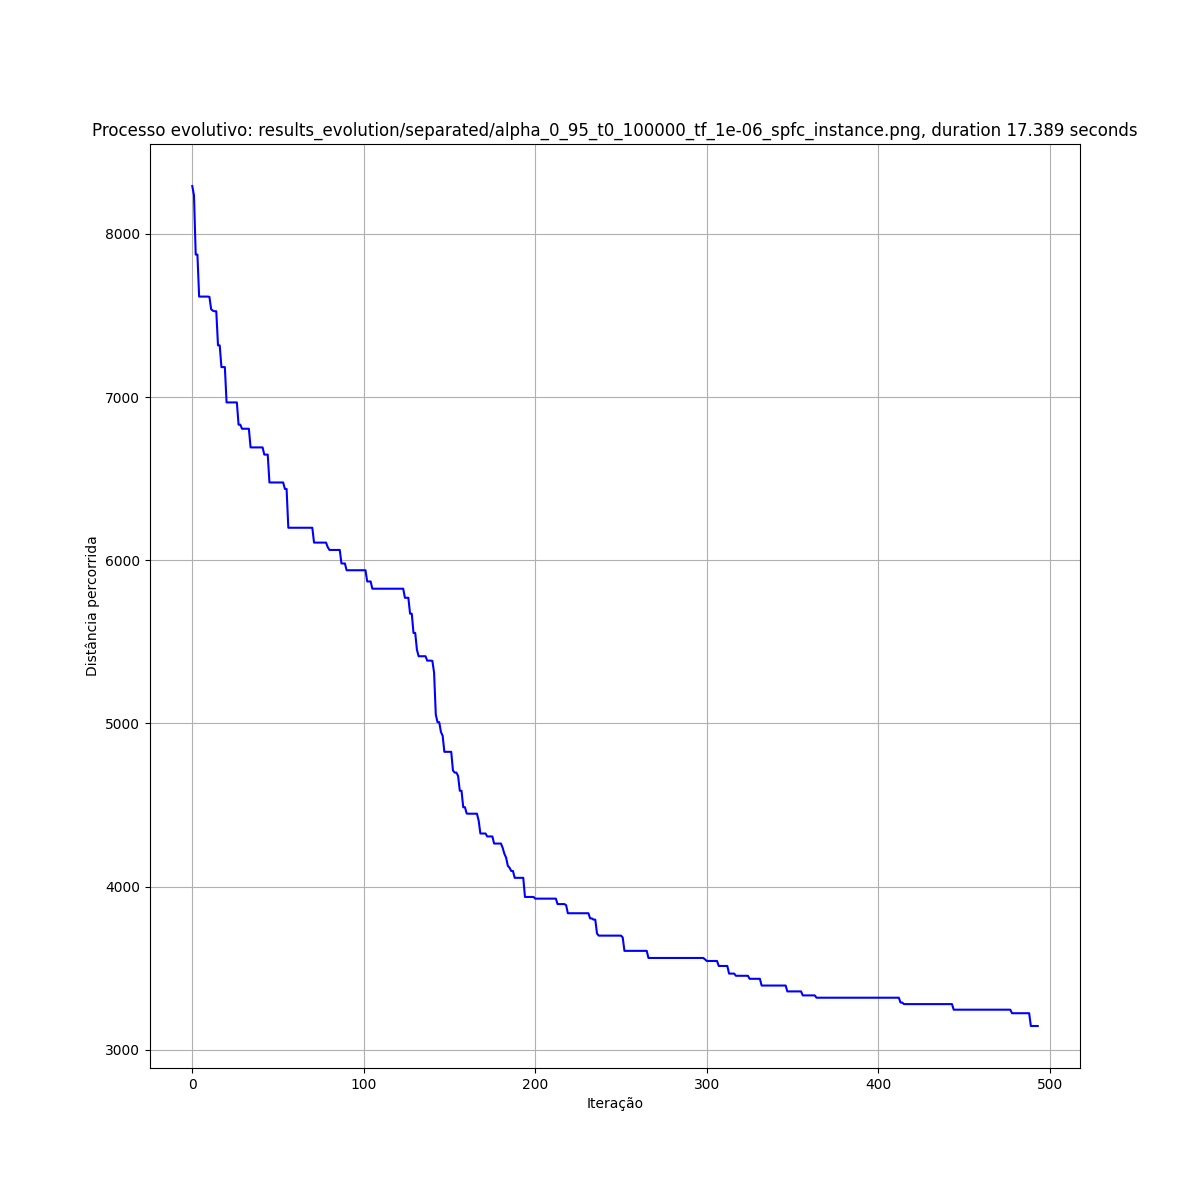 Processo evolutivo: results_evolution/separated/alpha_0_95_t0_100000_tf_1e-06_spfc_instance.png, duration 17.389 seconds
8000
7000
6000
5000
4000
3000
Distância percorrida
0 100 200 300 400 500
Iteração